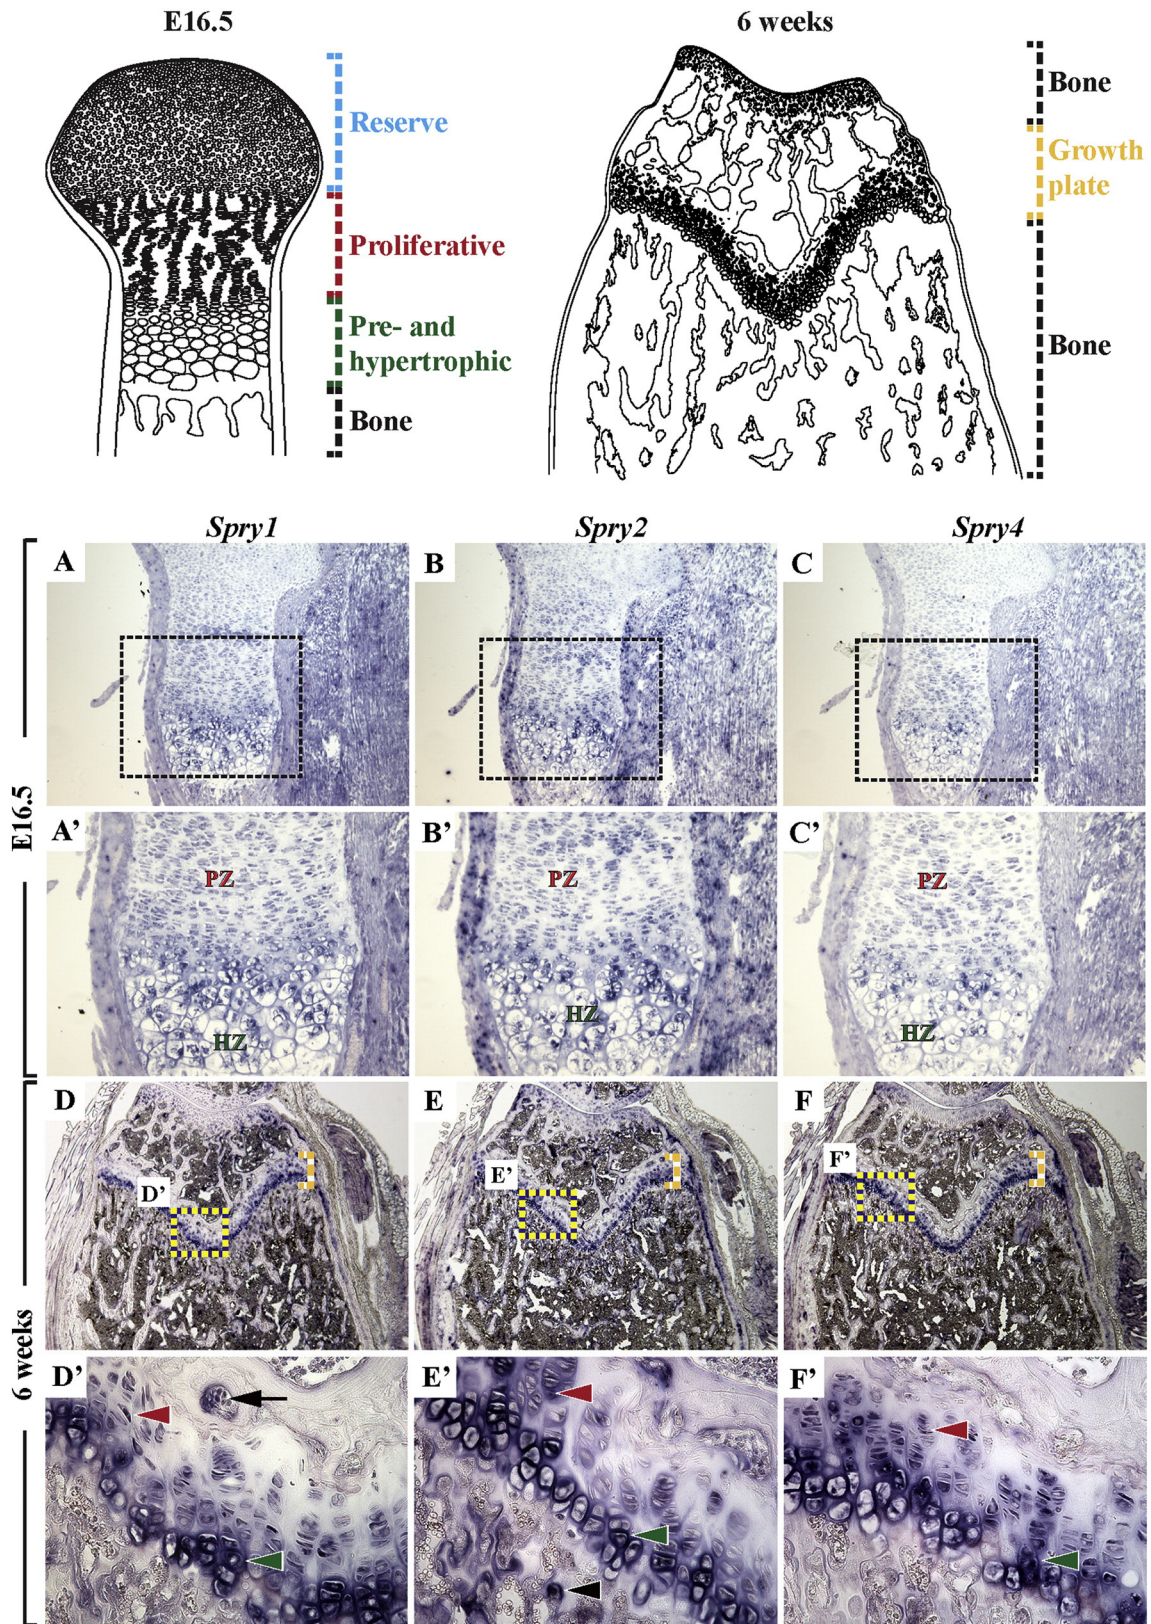 E16.5
6 weeks
Reserve
Proliferative
Pre- and
hypertrophic
Bone
Bone
Growth
plate
Bone
Spry1
Spry2
Spry4
E16.5
A
B
C
A'
PZ
HZ
B'
PZ
HZ
C'
PZ
HZ
6 weeks
D
D'
E
E'
F
F'
D'
E'
F'